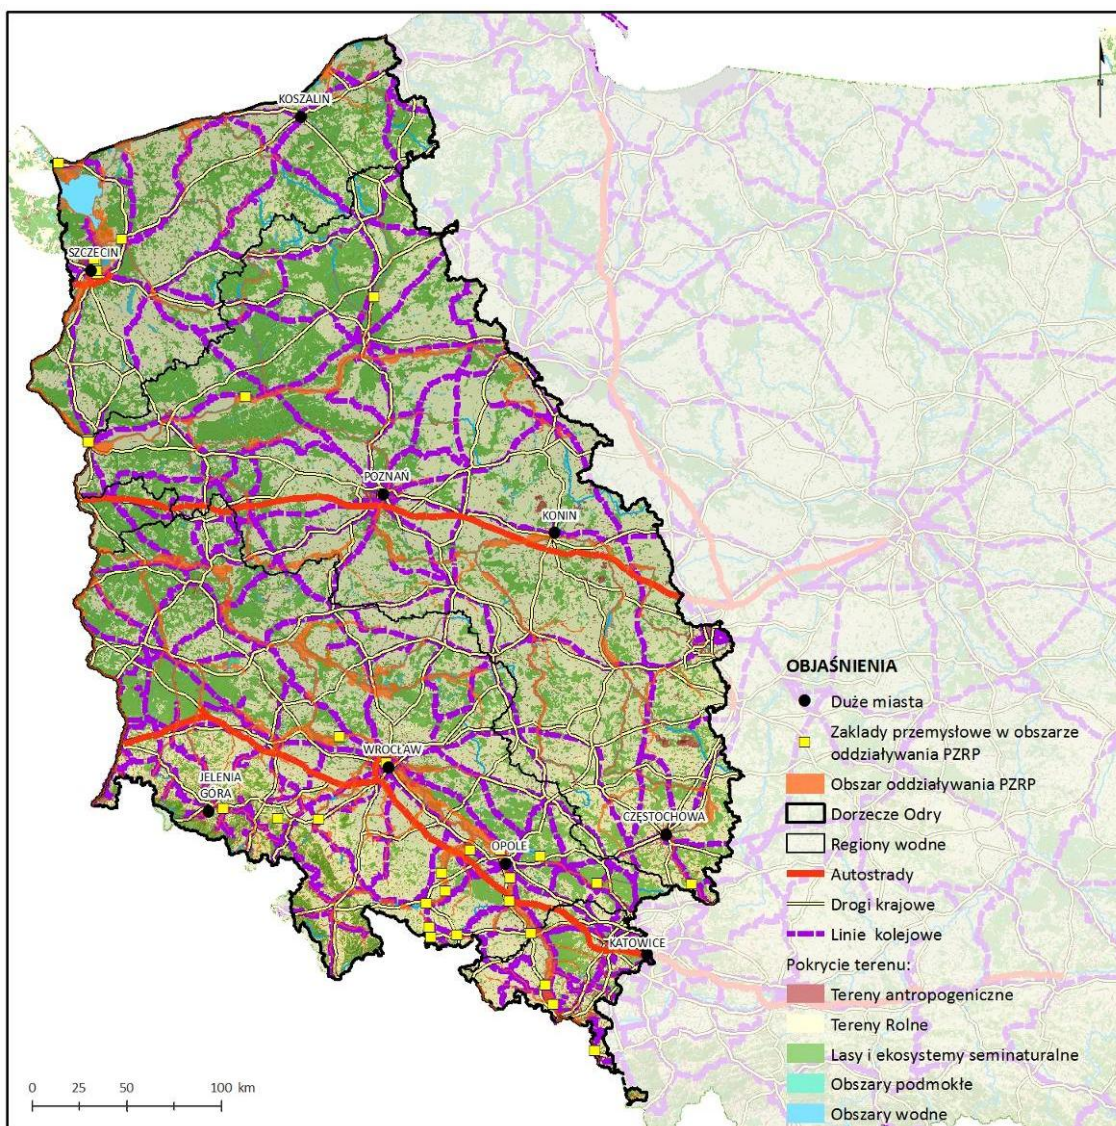 N
KOSZALIN
SZCZECIN
POZNAŃ
KONIN
WROCŁAW
JELENIA
GÓRA
CZĘSTOCHOWA
OPOLE
KATOWICE
OBJAŚNIENIA
Duże miasta
Zaklady przemysłowe w obszarze
oddziaływania PZRP
Obszar oddziaływania PZRP
Dorzecze Odry
Regiony wodne
Autostrady
Drogi krajowe
Linie kolejowe
Pokrycie terenu:
Tereny antropogeniczne
Tereny Rolne
Lasy i ekosystemy seminaturalne
Obszary podmokłe
Obszary wodne
0 25 50 100 km